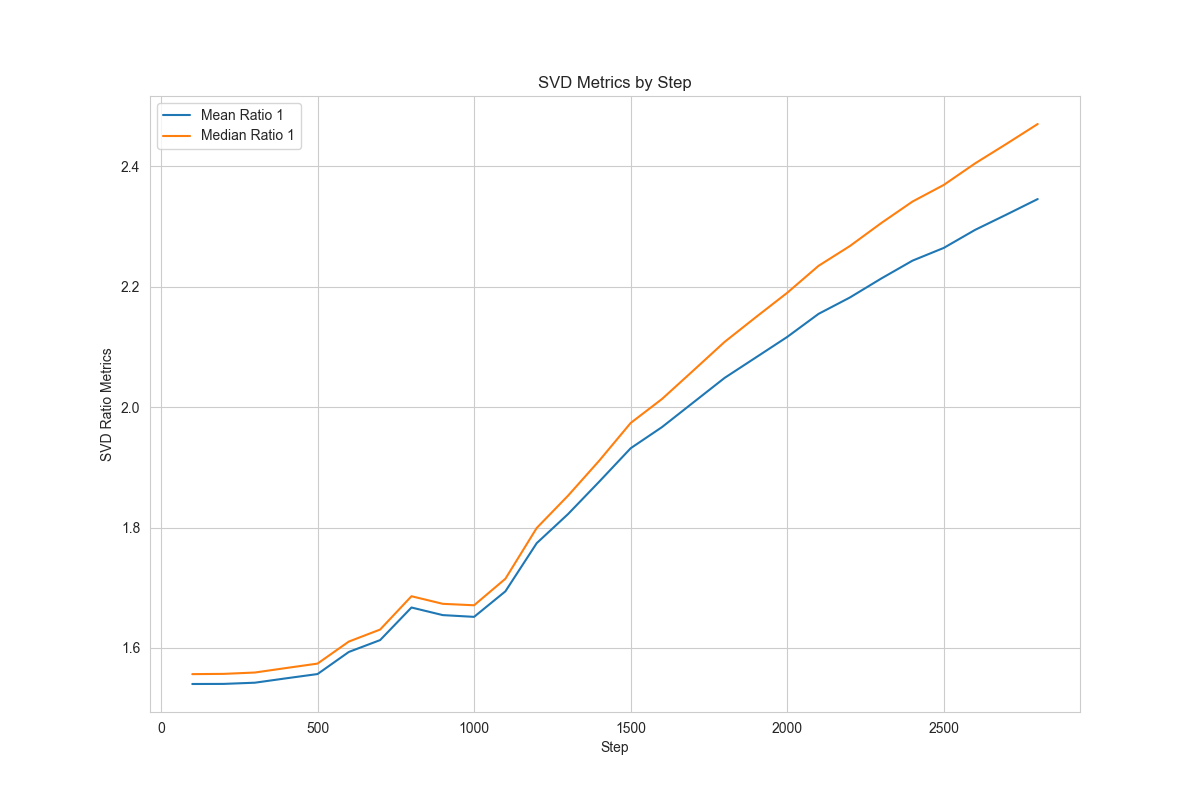 SVD Metrics by Step
Mean Ratio 1
Median Ratio 1
SVD Ratio Metrics
2.4
2.2
2.0
1.8
1.6
0 500 1000 1500 2000 2500
Step